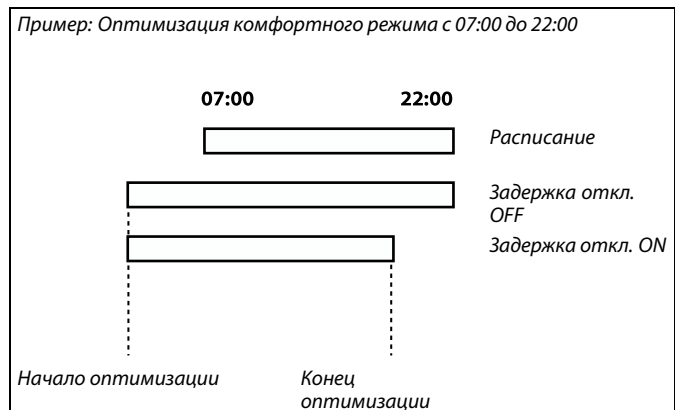 Пример: Оптимизация комфортного режима с 07:00 до 22:00
07:00 22:00
Расписание
Задержка откл.
OFF
Задержка откл. ON
Начало оптимизации
Конец
оптимизации